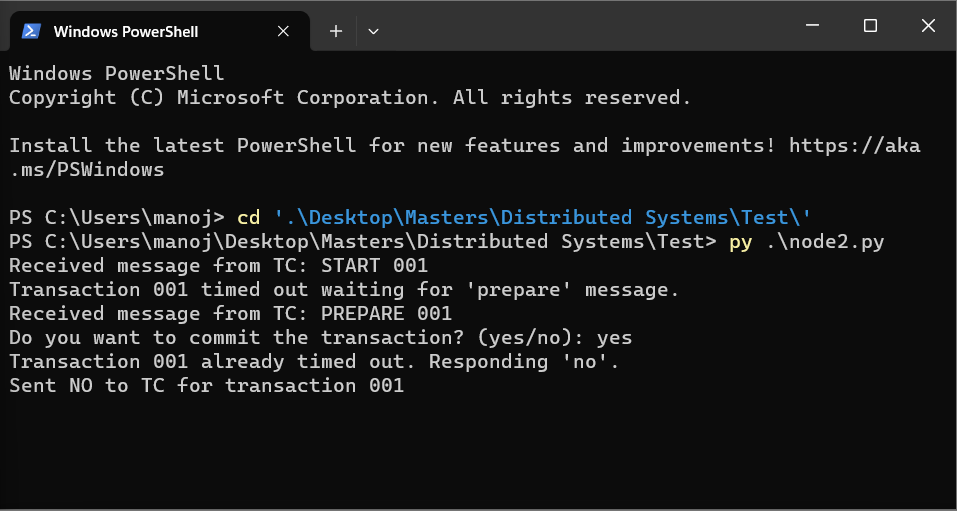 Windows PowerShell
Windows PowerShell
Copyright (C) Microsoft Corporation. All rights reserved.
Install the latest PowerShell for new features and improvements! https://aka
.ms/PSWindows
PS C:\Users\manoj> cd '.\Desktop\Masters\Distributed Systems\Test\'
PS C:\Users\manoj\Desktop\Masters\Distributed Systems\Test> py .\node2.py
Received message from TC: START 001
Transaction 001 timed out waiting for 'prepare' message.
Received message from TC: PREPARE 001
Do you want to commit the transaction? (yes/no): yes
Transaction 001 already timed out. Responding 'no'.
Sent NO to TC for transaction 001